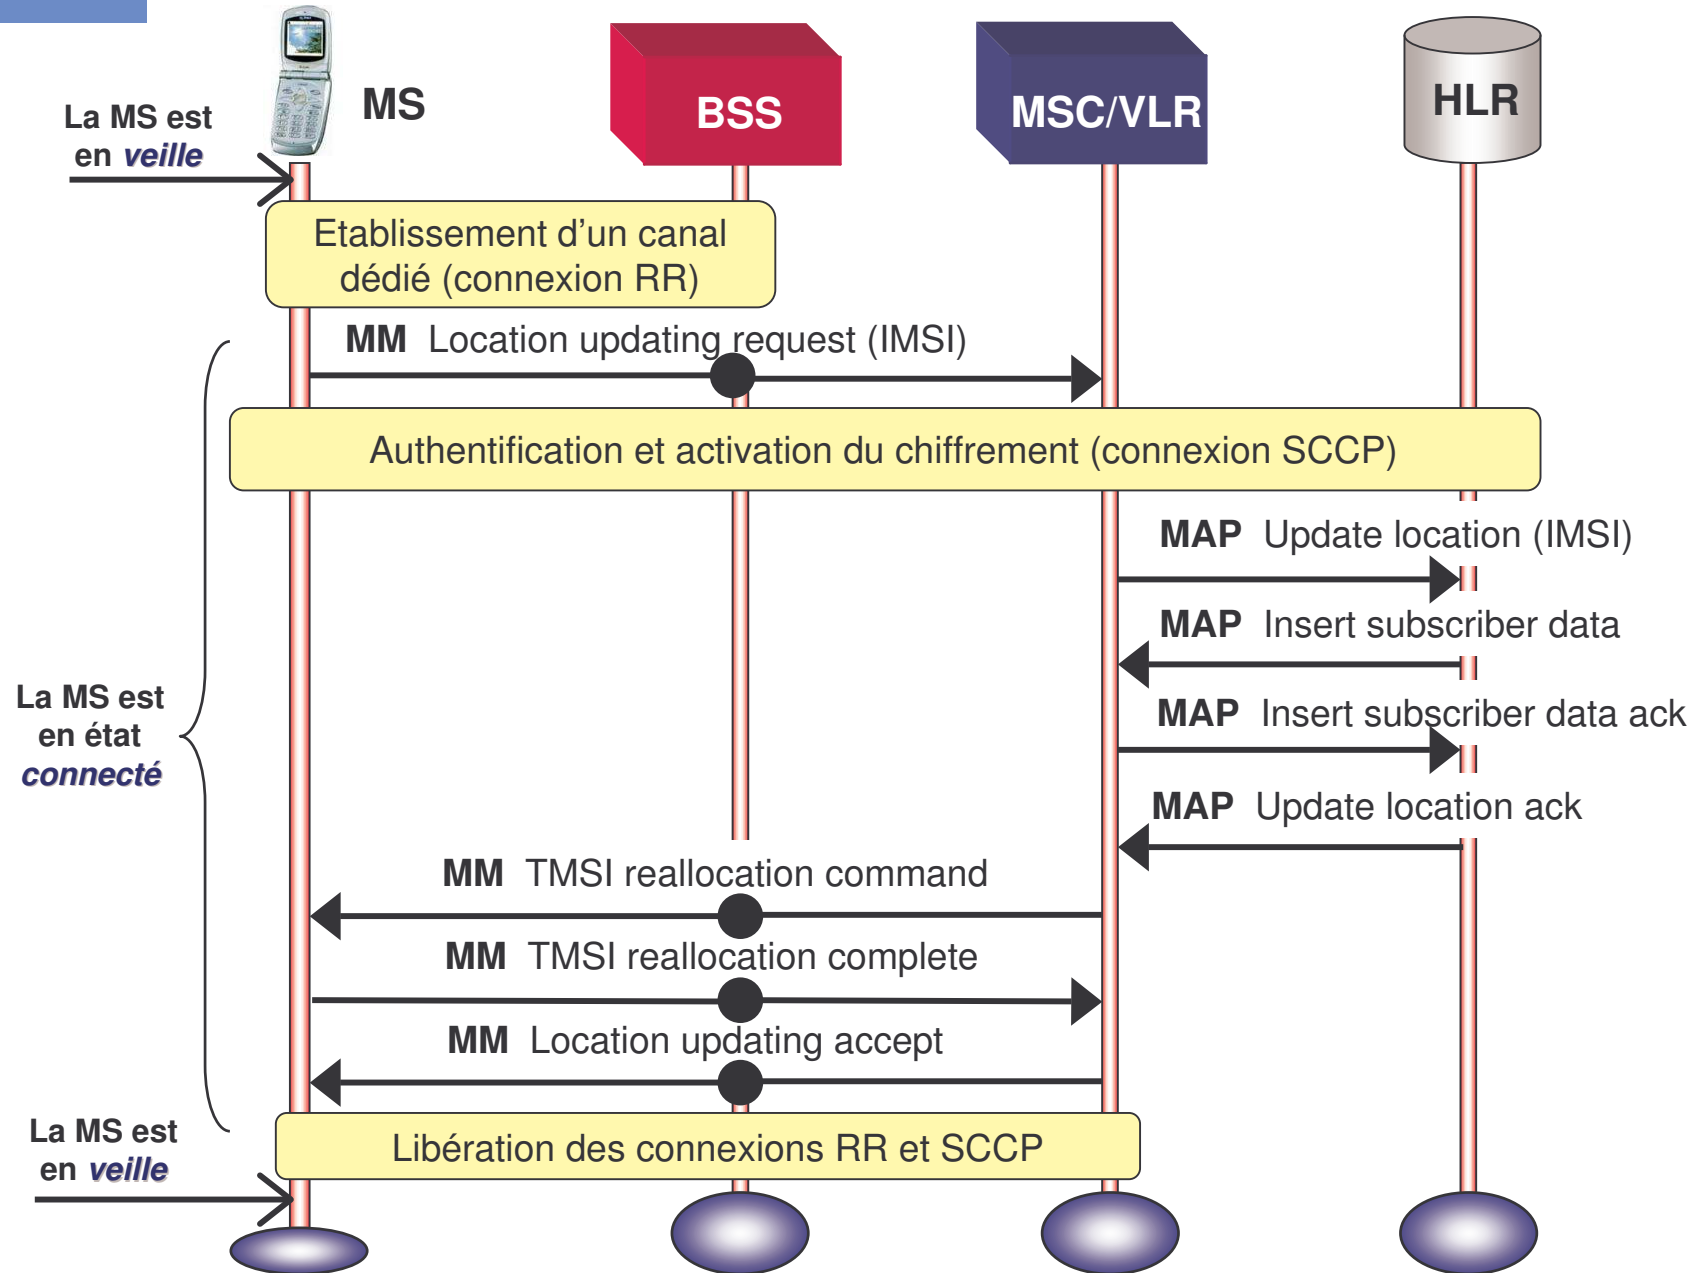 MS
BSS
MSC/VLR
HLR
La MS est
en veille
Etablissement d'un canal
dédié (connexion RR)
MM Location updating request (IMSI)
Authentification et activation du chiffrement (connexion SCCP)
MAP Update location (IMSI)
MAP Insert subscriber data
La MS est
en état
connecté
MAP Insert subscriber data ack
MAP Update location ack
MM TMSI reallocation command
MM TMSI reallocation complete
MM Location updating accept
La MS est
en veille
Libération des connexions RR et SCCP